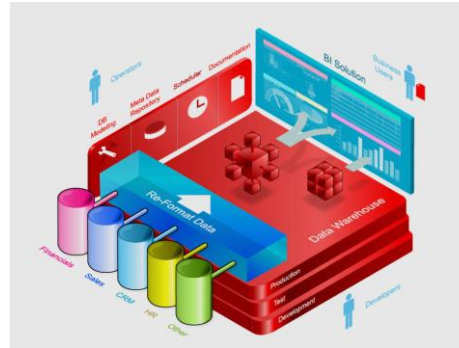 Operators
DB
Modeling
Meta Data
Repository
Scheduler
Documentation
BI Solution
Business
Users
Re-Format Data
Data Warehouse
Financials
Sales
CRM
HR
Other
Production
Test
Development
Developers